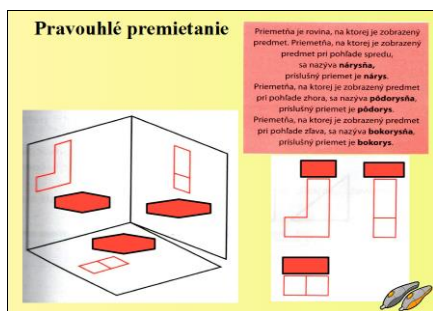 Pravouhlé premietanie
Priemetňa je rovina, na ktorej je zobrazený
predmet. Priemetňa, na ktorej je zobrazený
predmet pri pohľade spredu,
sa nazýva nárysňa,
príslušný priemet je nárys.
Priemetňa, na ktorej je zobrazený predmet
pri pohľade zhora, sa nazýva pôdorysňa,
príslušný priemet je pôdorys.
Priemetňa, na ktorej je zobrazený predmet
pri pohľade zľava, sa nazýva bokorysňa,
príslušný priemet je bokorys.